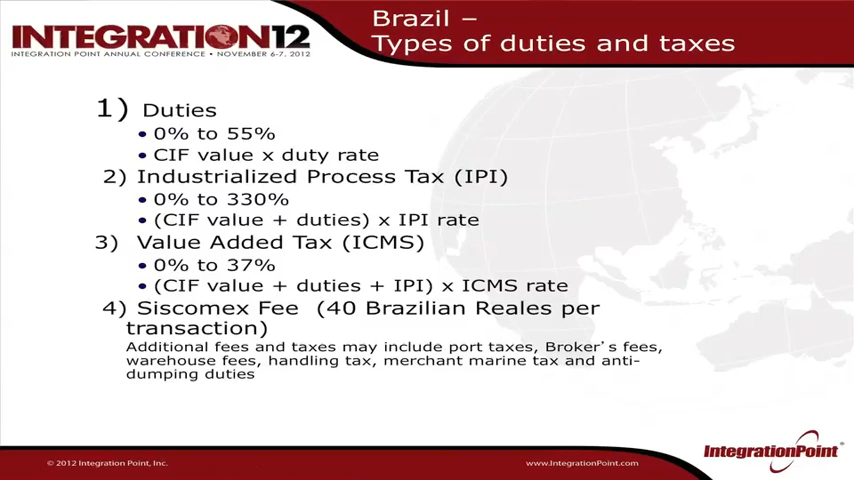 INTEGRATION12
INTEGRATION POINT ANNUAL CONFERENCE • NOVEMBER 6-7, 2012
Brazil –
Types of duties and taxes
1) Duties
• 0% to 55%
• CIF value x duty rate
2) Industrialized Process Tax (IPI)
• 0% to 330%
• (CIF value + duties) x IPI rate
3) Value Added Tax (ICMS)
• 0% to 37%
• (CIF value + duties + IPI) x ICMS rate
4) Siscomex Fee (40 Brazilian Reales per
transaction)
Additional fees and taxes may include port taxes, Broker's fees,
warehouse fees, handling tax, merchant marine tax and anti-
dumping duties
© 2012 Integration Point, Inc.
www.IntegrationPoint.com
IntegrationPoint®